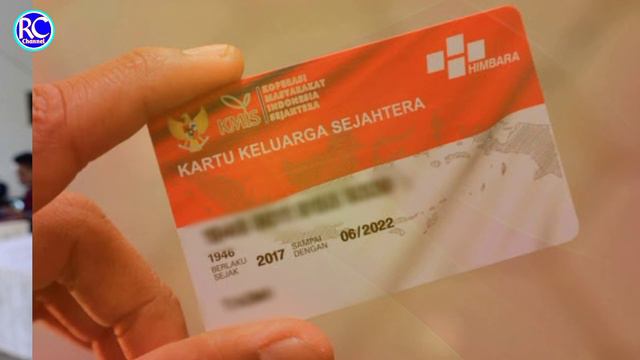 RC
Channel
HIMBARA
KMIS
KOPERASI
MASYARAKAT
INDONESIA
SEJAHTERA
KARTU KELUARGA SEJAHTERA
1946
BERLAKU
SEJAK
2017
SAMPAI
DENGAN
06/2022